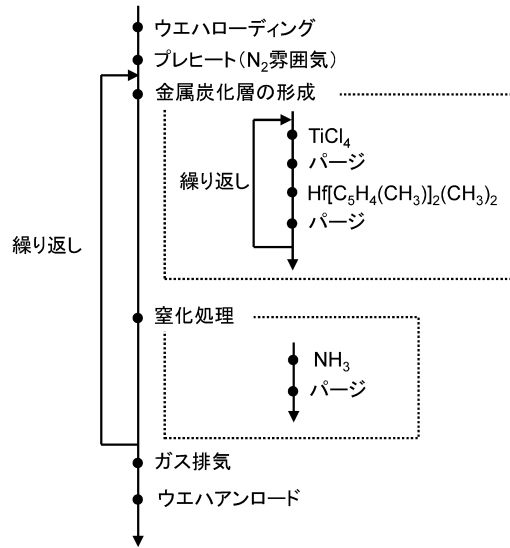 ウエハローディング
プレヒート(N₂雰囲気)
金属炭化層の形成
TiCl₄
パージ
繰り返し
Hf[C₅H₄(CH₃)]₂(CH₃)₂
パージ
繰り返し
窒化処理
NH₃
パージ
ガス排気
ウエハアンロード